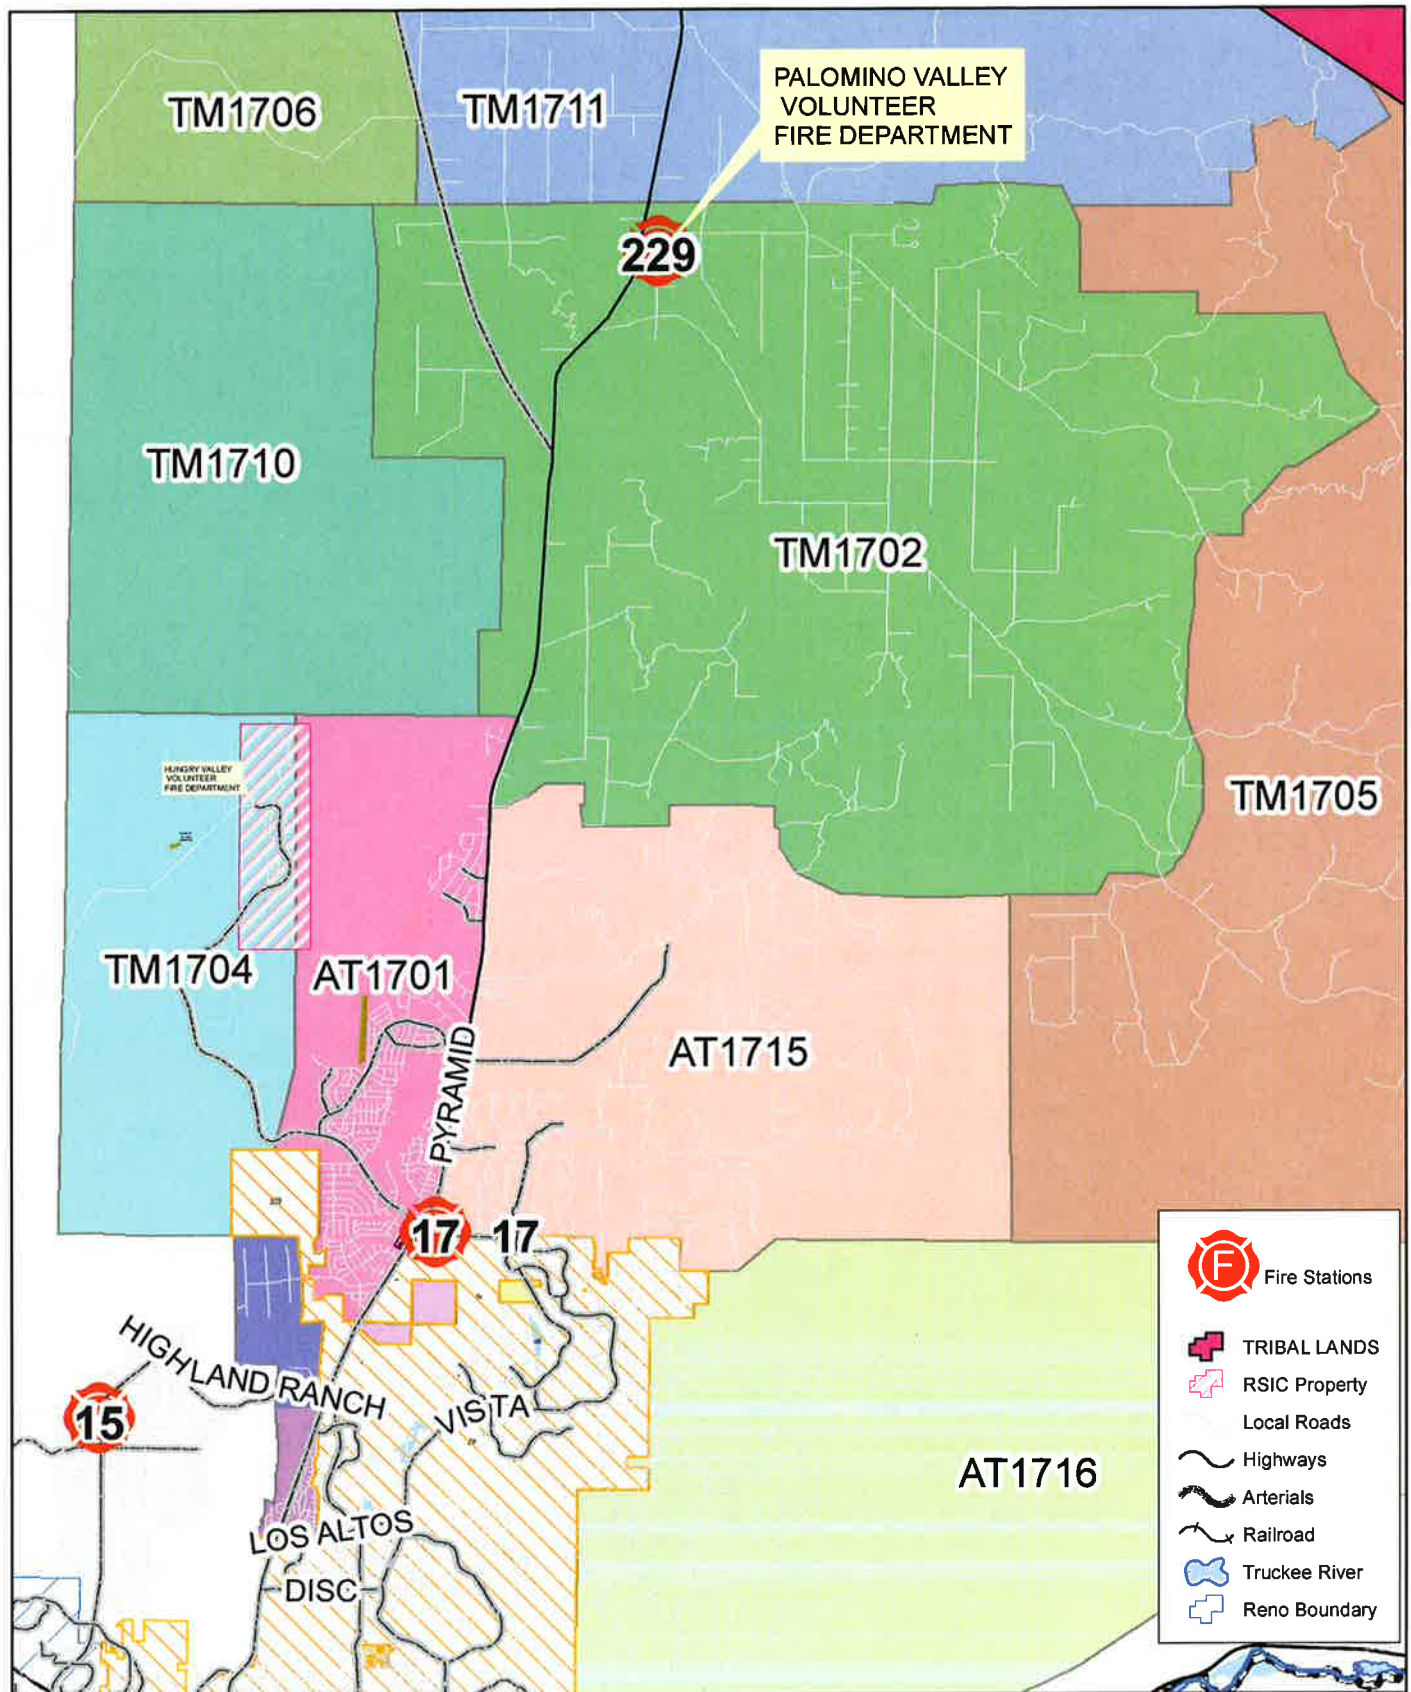 TM1706
TM1711
PALOMINO VALLEY
VOLUNTEER
FIRE DEPARTMENT
229
TM1710
TM1702
HUNGRY VALLEY
VOLUNTEER
FIRE DEPARTMENT
TM1705
TM1704
AT1701
PYRAMID
AT1715
17
17
F
Fire Stations
TRIBAL LANDS
RSIC Property
Local Roads
Highways
Arterials
Railroad
Truckee River
Reno Boundary
HIGHLAND RANCH
15
VISTA
AT1716
LOS ALTOS
DISC